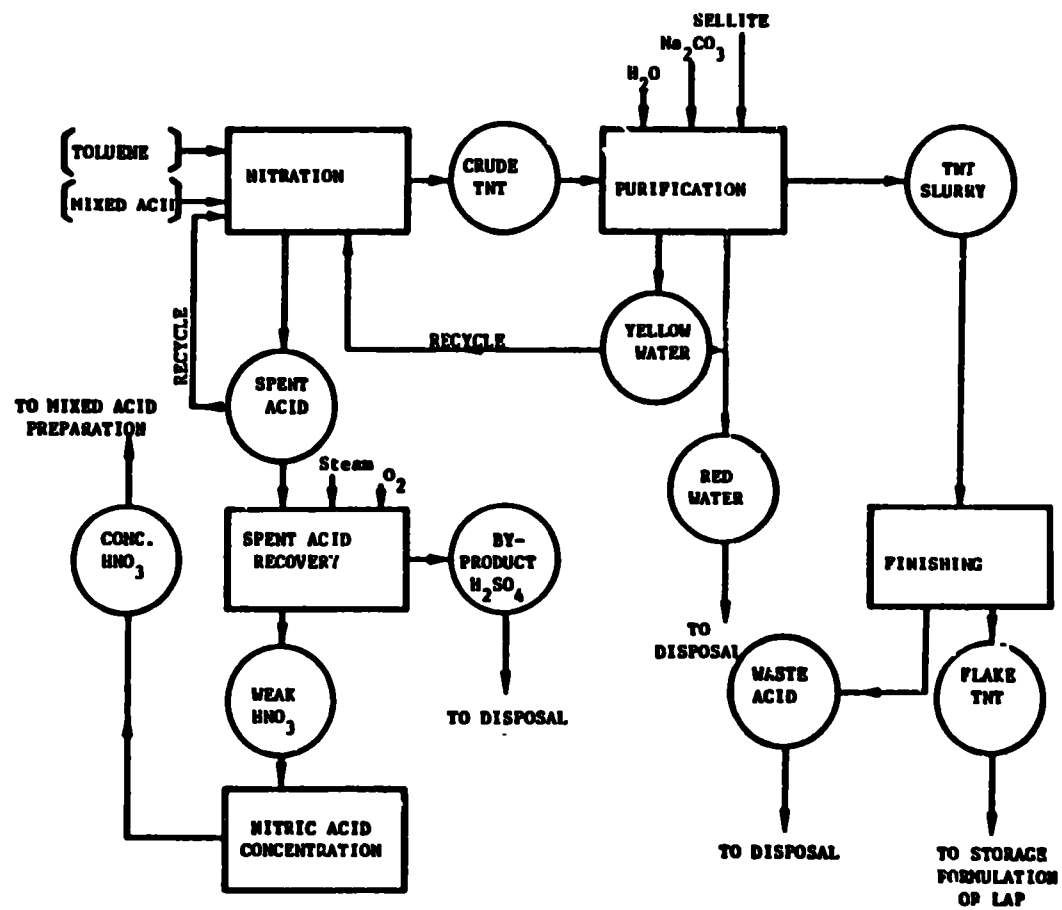 SELLITE
Na2CO3
H2O
[TOLUENE]
[MIXED ACID]
NITRATION
CRUDE
TNT
PURIFICATION
TNT
SLURRY
RECYCLE
RECYCLE
YELLOW
WATER
SPENT
ACID
TO MIXED ACID
PREPARATION
Steam
O2
RED
WATER
CONC.
HNO3
SPENT ACID
RECOVERY
BY-
PRODUCT
H2SO4
FINISHING
TO
DISPOSAL
WEAK
HNO3
TO DISPOSAL
WASTE
ACID
FLAKE
TNT
NITRIC ACID
CONCENTRATION
TO DISPOSAL
TO STORAGE
FORMULATION
OF LAP